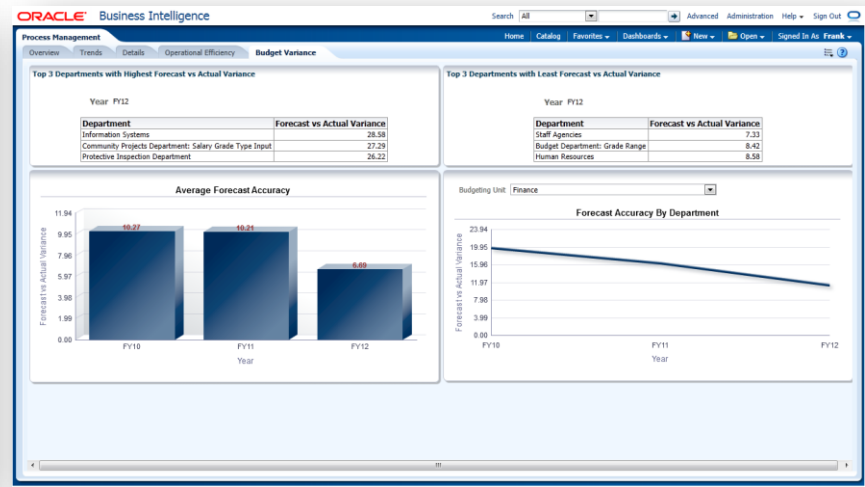 ORACLE Business Intelligence
Search All Advanced Administration Help Sign Out
Process Management
Home Catalog Favorites Dashboards New Open Signed In As Frank
Overview Trends Details Operational Efficiency Budget Variance
Top 3 Departments with Highest Forecast vs Actual Variance
Year FY12
Department Forecast vs Actual Variance
Information Systems 28.58
Community Projects Department: Salary Grade Type Input 27.29
Protective Inspection Department 26.22
Top 3 Departments with Least Forecast vs Actual Variance
Year FY12
Department Forecast vs Actual Variance
Staff Agencies 7.33
Budget Department: Grade Range 8.42
Human Resources 8.58
Average Forecast Accuracy
Forecast vs Actual Variance
11.94
9.95
7.96
5.97
3.98
1.99
0.00
10.27
10.21
6.69
FY10 FY11 FY12
Year
Budgeting Unit Finance
Forecast Accuracy By Department
Forecast vs Actual Variance
23.94
19.95
15.96
11.97
7.98
3.99
0.00
FY10 FY11 FY12
Year